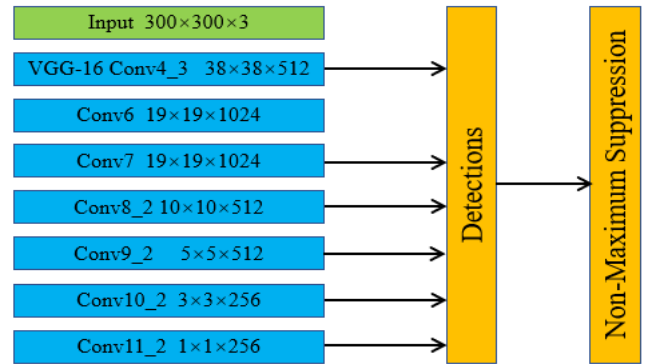 Input 300×300×3
VGG-16 Conv4_3 38×38×512
Conv6 19×19×1024
Conv7 19×19×1024
Conv8_2 10×10×512
Conv9_2 5×5×512
Conv10_2 3×3×256
Conv11_2 1×1×256
Detections
Non-Maximum Suppression